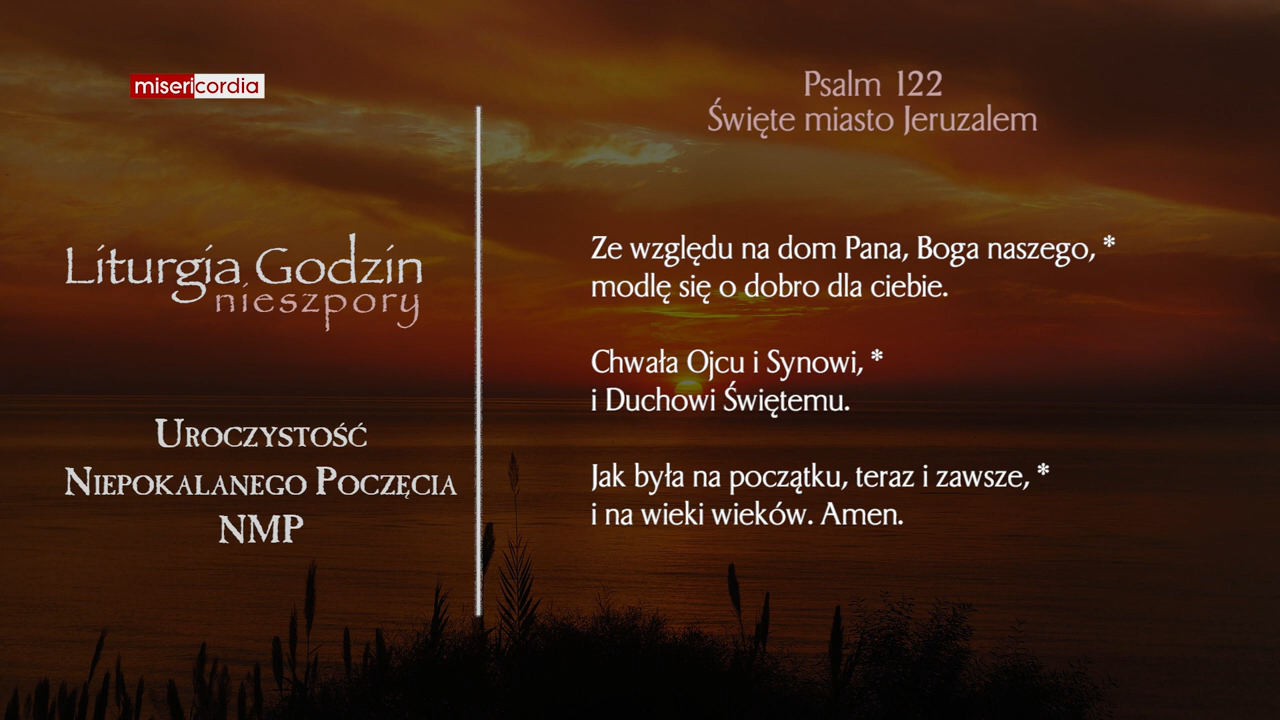 misericordia
Liturgia Godzin
nieszpory
Uroczystość
Niepokalanego Poczęcia
NMP
Psalm 122
Święte miasto Jeruzalem
Ze względu na dom Pana, Boga naszego, *
modlę się o dobro dla ciebie.
Chwała Ojcu i Synowi, *
i Duchowi Świętemu.
Jak była na początku, teraz i zawsze, *
i na wieki wieków. Amen.